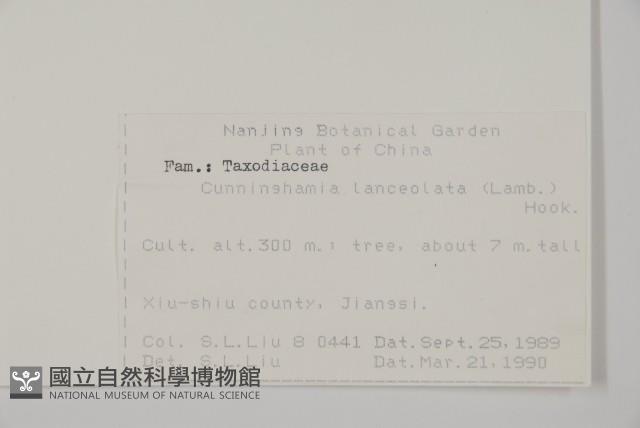 Nanjing Botanical Garden
Plant of China
Fam.: Taxodiaceae
Cunninghamia lanceolata (Lamb.)
Hook.
Cult. alt.300 m.; tree, about 7 m.tall
Xiu-shiu county, Jiangsi.
Col. S.L.Liu 8 0441 Dat.Sept.25,1989
Det. S.L.Liu Dat.Mar.21,1990
國立自然科學博物館
NATIONAL MUSEUM OF NATURAL SCIENCE